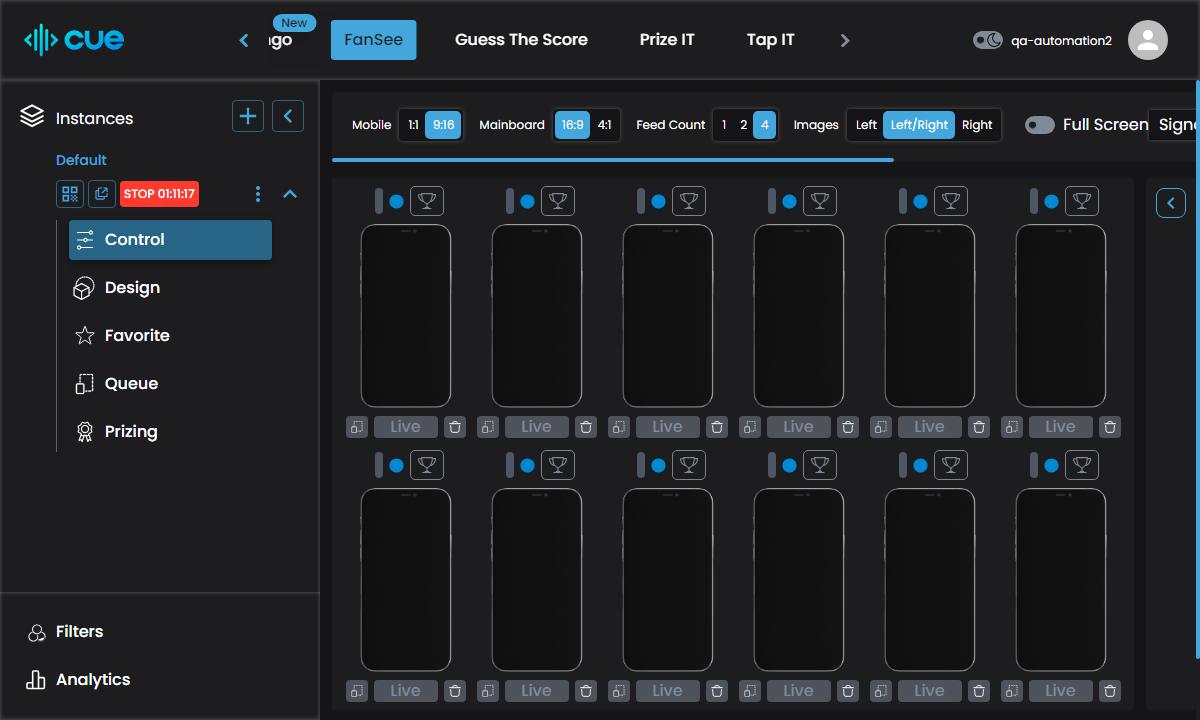 cue
New
ngo
FanSee
Guess The Score
Prize IT
Tap IT
qa-automation2
Instances
Default
STOP 01:11:17
Control
Design
Favorite
Queue
Prizing
Filters
Analytics
Mobile 1:1 9:16 Mainboard 16:9 4:1 Feed Count 1 2 4 Images Left Left/Right Right Full Screen Signe
Live Live Live Live Live Live
Live Live Live Live Live Live